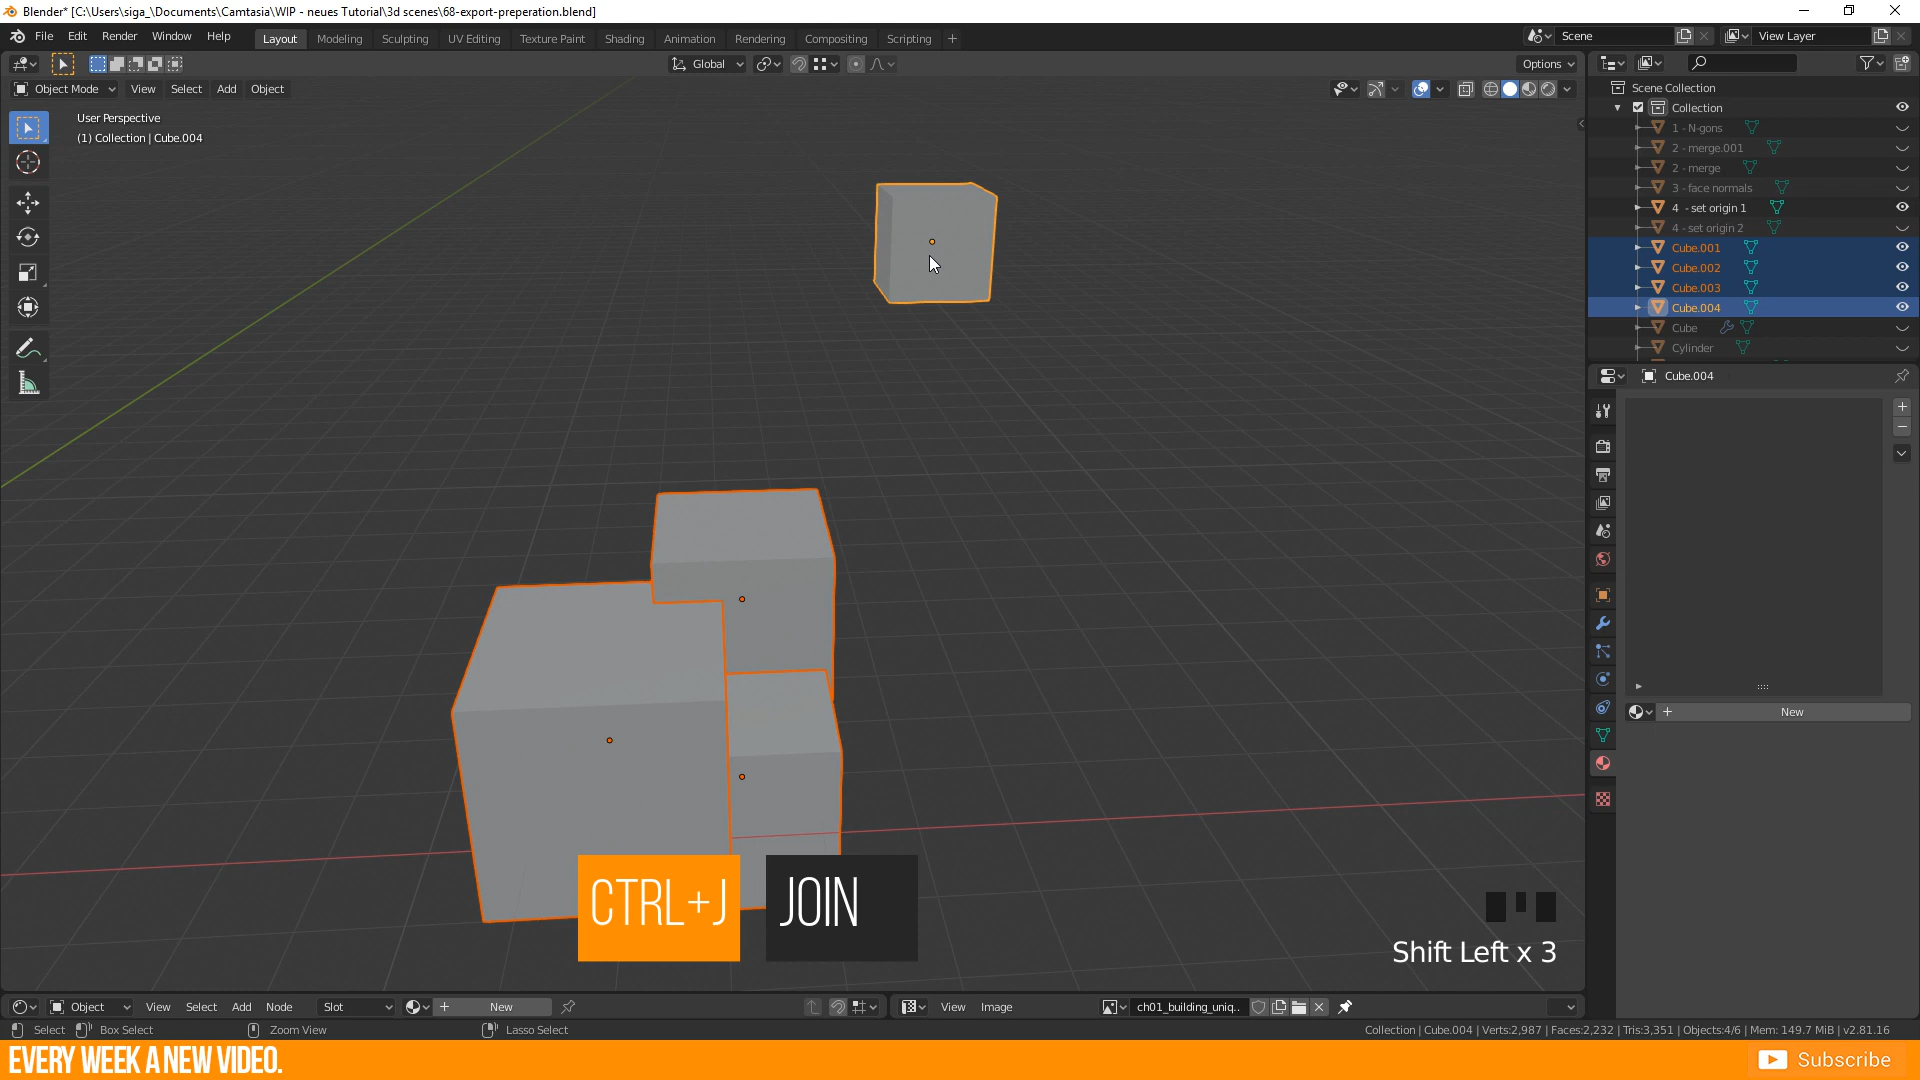 Blender* [C:\Users\siga_\Documents\Camtasia\WIP - neues Tutorial\3d scenes\68-export-preperation.blend]
File Edit Render Window Help Layout Modeling Sculpting UV Editing Texture Paint Shading Animation Rendering Compositing Scripting + Scene View Layer
Global Options
Object Mode View Select Add Object
User Perspective
(1) Collection | Cube.004
Scene Collection
Collection
1 - N-gons
2 - merge.001
2 - merge
3 - face normals
4 - set origin 1
4 - set origin 2
Cube.001
Cube.002
Cube.003
Cube.004
Cube
Cylinder
Cube.004
New
CTRL+J JOIN
Shift Left x 3
Object View Select Add Node Slot New View Image ch01_building_uniq..
Select Box Select Zoom View Lasso Select Collection | Cube.004 | Verts:2,987 | Faces:2,232 | Tris:3,351 | Objects:4/6 | Mem: 149.7 MiB | v2.81.16
EVERY WEEK A NEW VIDEO. Subscribe